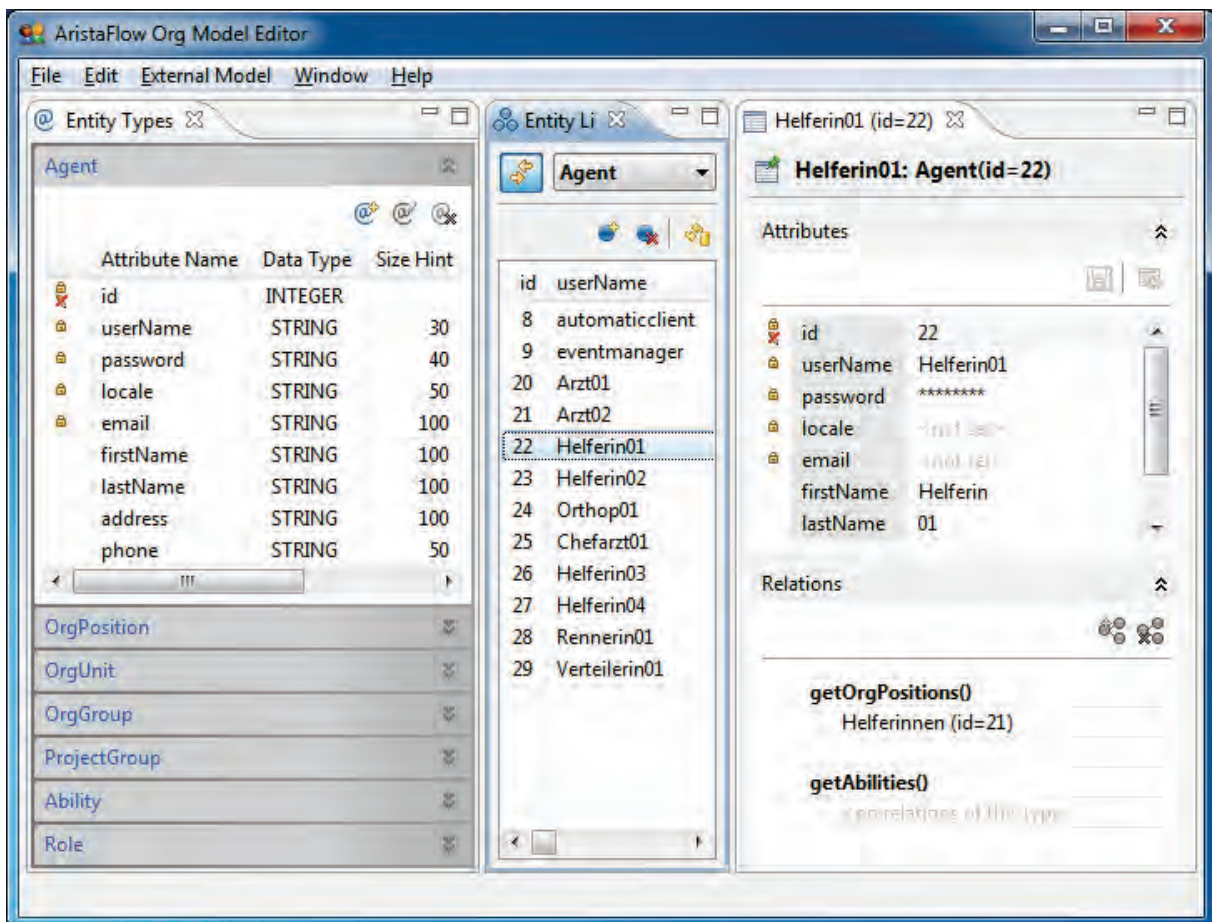 AristaFlow Org Model Editor
File Edit External Model Window Help
Entity Types
Agent
Attribute Name Data Type Size Hint
id INTEGER
userName STRING 30
password STRING 40
locale STRING 50
email STRING 100
firstName STRING 100
lastName STRING 100
address STRING 100
phone STRING 50
OrgPosition
OrgUnit
OrgGroup
ProjectGroup
Ability
Role
Entity Li
Agent
id userName
8 automaticclient
9 eventmanager
20 Arzt01
21 Arzt02
22 Helferin01
23 Helferin02
24 Orthop01
25 Chefarzt01
26 Helferin03
27 Helferin04
28 Rennerin01
29 Verteilerin01
Helferin01 (id=22)
Helferin01: Agent(id=22)
Attributes
id 22
userName Helferin01
password ********
locale
email
firstName Helferin
lastName 01
Relations
getOrgPositions()
Helferinnen (id=21)
getAbilities()
relations of this type